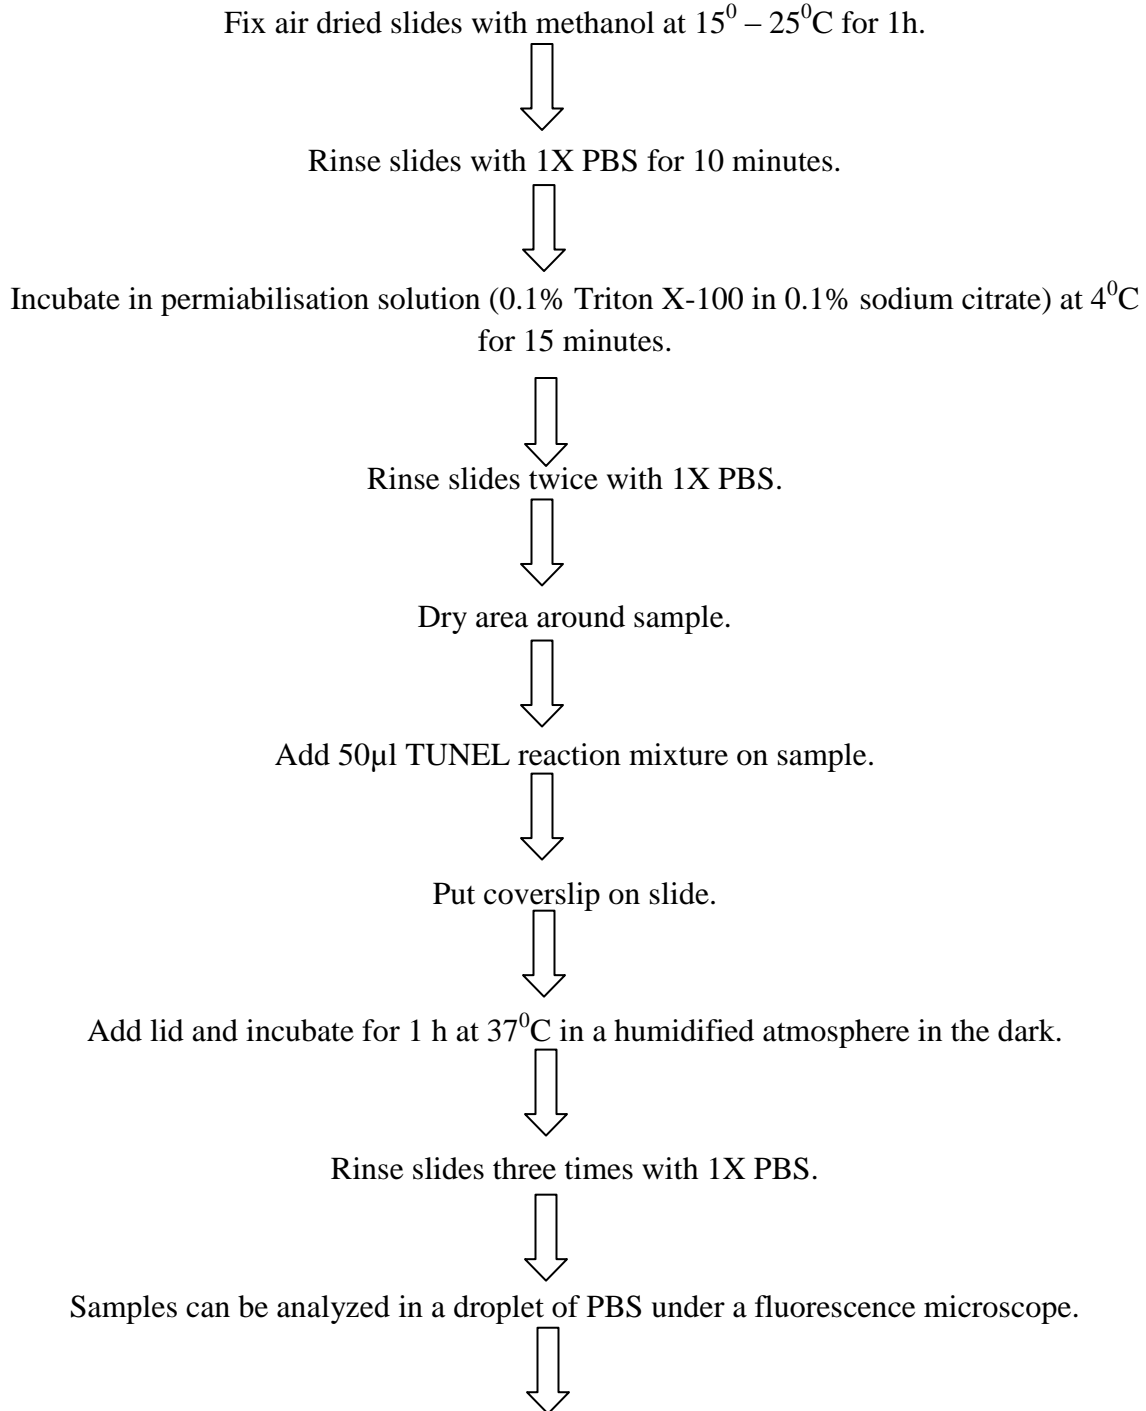 Fix air dried slides with methanol at 15⁰ – 25⁰C for 1h.
Rinse slides with 1X PBS for 10 minutes.
Incubate in permiabilisation solution (0.1% Triton X-100 in 0.1% sodium citrate) at 4⁰C
for 15 minutes.
Rinse slides twice with 1X PBS.
Dry area around sample.
Add 50µl TUNEL reaction mixture on sample.
Put coverslip on slide.
Add lid and incubate for 1 h at 37⁰C in a humidified atmosphere in the dark.
Rinse slides three times with 1X PBS.
Samples can be analyzed in a droplet of PBS under a fluorescence microscope.